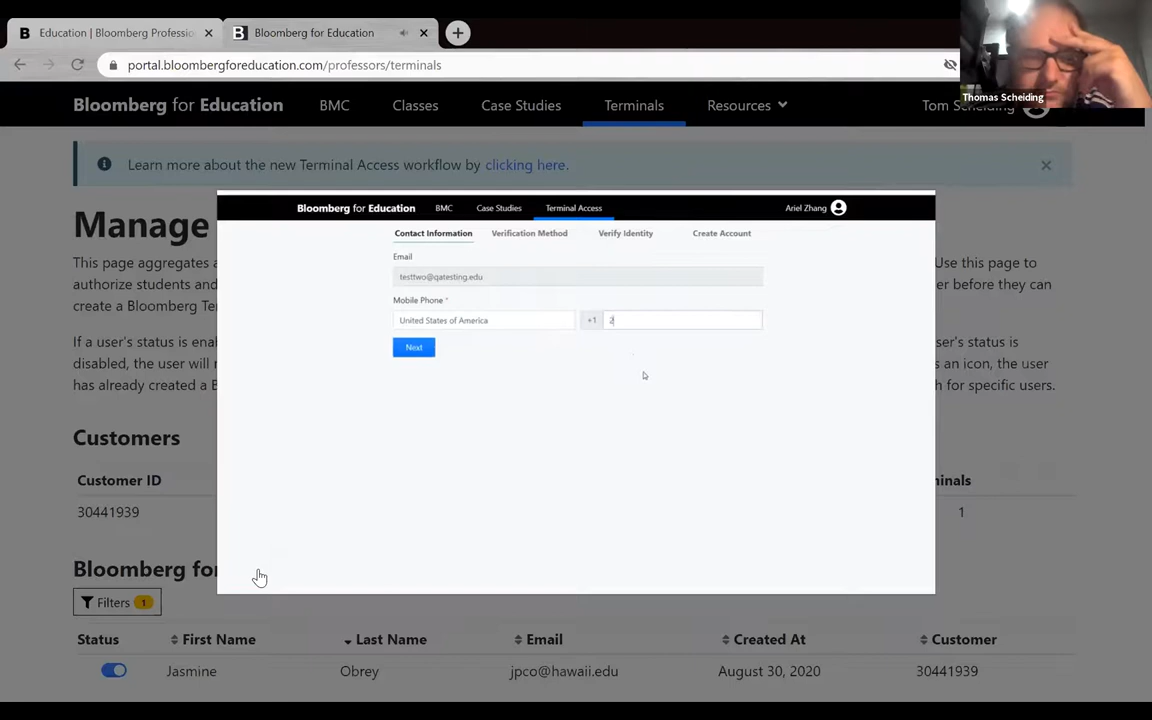 Education | Bloomberg Professio
Bloomberg for Education
portal.bloombergforeducation.com/professors/terminals
Thomas Scheiding
Bloomberg for Education BMC Classes Case Studies Terminals Resources Tom Scheiding
Learn more about the new Terminal Access workflow by clicking here.
Manage
This page aggregates a
Use this page to
authorize students and
er before they can
create a Bloomberg Te
If a user's status is ena
user's status is
disabled, the user will r
s an icon, the user
has already created a B
h for specific users.
Bloomberg for Education BMC Case Studies Terminal Access Ariel Zhang
Contact Information Verification Method Verify Identity Create Account
Email
testtwo@qatesting.edu
Mobile Phone *
United States of America +1 2
Next
Customers
Customer ID
minals
30441939
1
Bloomberg for
Filters 1
Status First Name Last Name Email Created At Customer
Jasmine Obrey jpco@hawaii.edu August 30, 2020 30441939